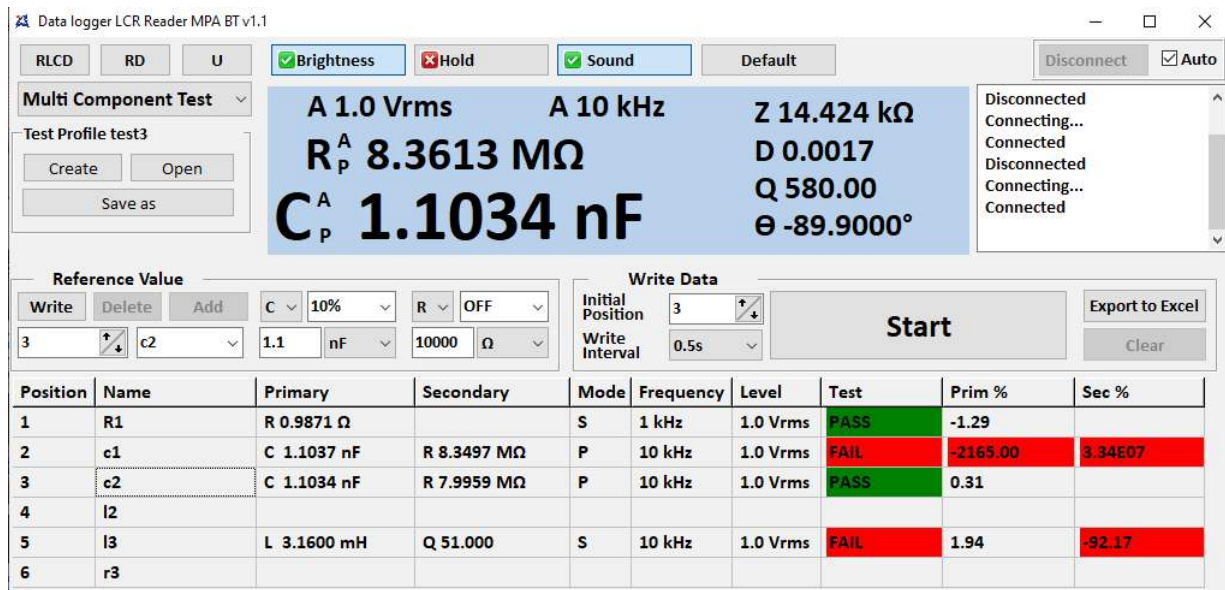 Data logger LCR Reader MPA BT v1.1
RLCD RD U Brightness Hold Sound Default Disconnect Auto
Multi Component Test
Test Profile test3
Create Open
Save as
A 1.0 Vrms A 10 kHz
R A P 8.3613 MΩ
C A P 1.1034 nF
Z 14.424 kΩ
D 0.0017
Q 580.00
Θ -89.9000°
Disconnected
Connecting...
Connected
Disconnected
Connecting...
Connected
Reference Value
Write Delete Add C 10% R OFF
3 c2 1.1 nF 10000 Ω
Write Data
Initial Position 3
Write Interval 0.5s
Start
Export to Excel
Clear
Position Name Primary Secondary Mode Frequency Level Test Prim % Sec %
1 R1 R 0.9871 Ω S 1 kHz 1.0 Vrms PASS -1.29
2 c1 C 1.1037 nF R 8.3497 MΩ P 10 kHz 1.0 Vrms FAIL -2165.00 3.34E07
3 c2 C 1.1034 nF R 7.9959 MΩ P 10 kHz 1.0 Vrms PASS 0.31
4 l2
5 l3 L 3.1600 mH Q 51.000 S 10 kHz 1.0 Vrms FAIL 1.94 -92.17
6 r3